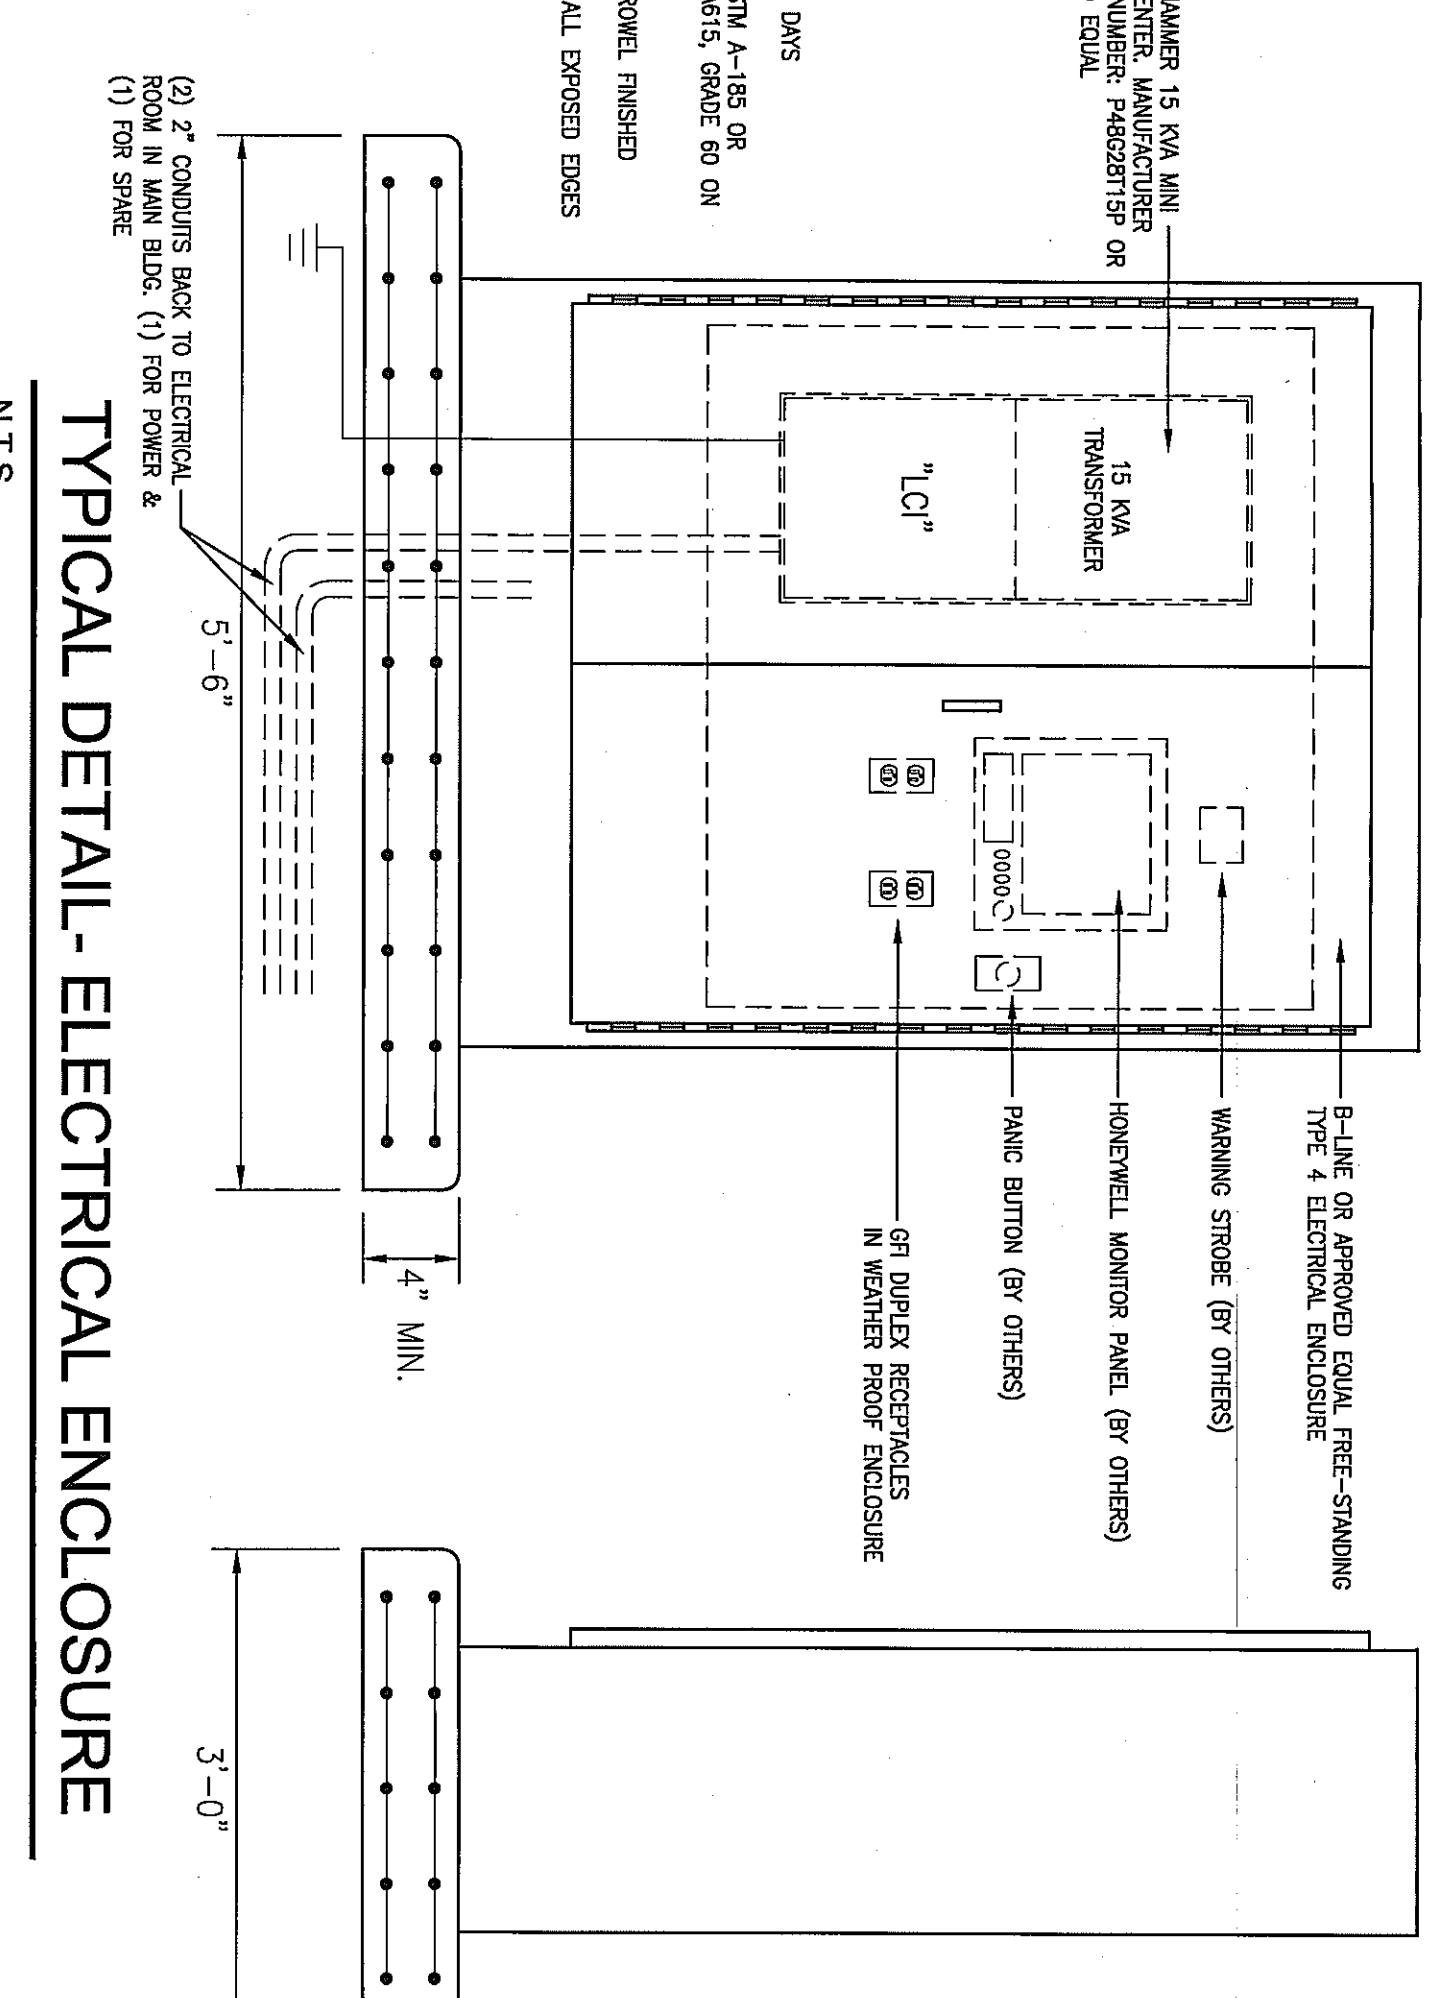 HAMMER 15 KVA MINI
ENTER. MANUFACTURER
NUMBER: P48G28T15P OR
EQUAL
DAYS
STM A-185 OR
A615, GRADE 60 ON
ROWEL FINISHED
ALL EXPOSED EDGES
15 KVA
TRANSFORMER
"LCI"
B-LINE OR APPROVED EQUAL FREE-STANDING
TYPE 4 ELECTRICAL ENCLOSURE
WARNING STROBE (BY OTHERS)
HONEYWELL MONITOR PANEL (BY OTHERS)
PANIC BUTTON (BY OTHERS)
GFI DUPLEX RECEPTACLES
IN WEATHER PROOF ENCLOSURE
4" MIN.
(2) 2" CONDUITS BACK TO ELECTRICAL
ROOM IN MAIN BLDG. (1) FOR POWER &
(1) FOR SPARE
5'-6"
3'-0"
TYPICAL DETAIL- ELECTRICAL ENCLOSURE
N.T.S.